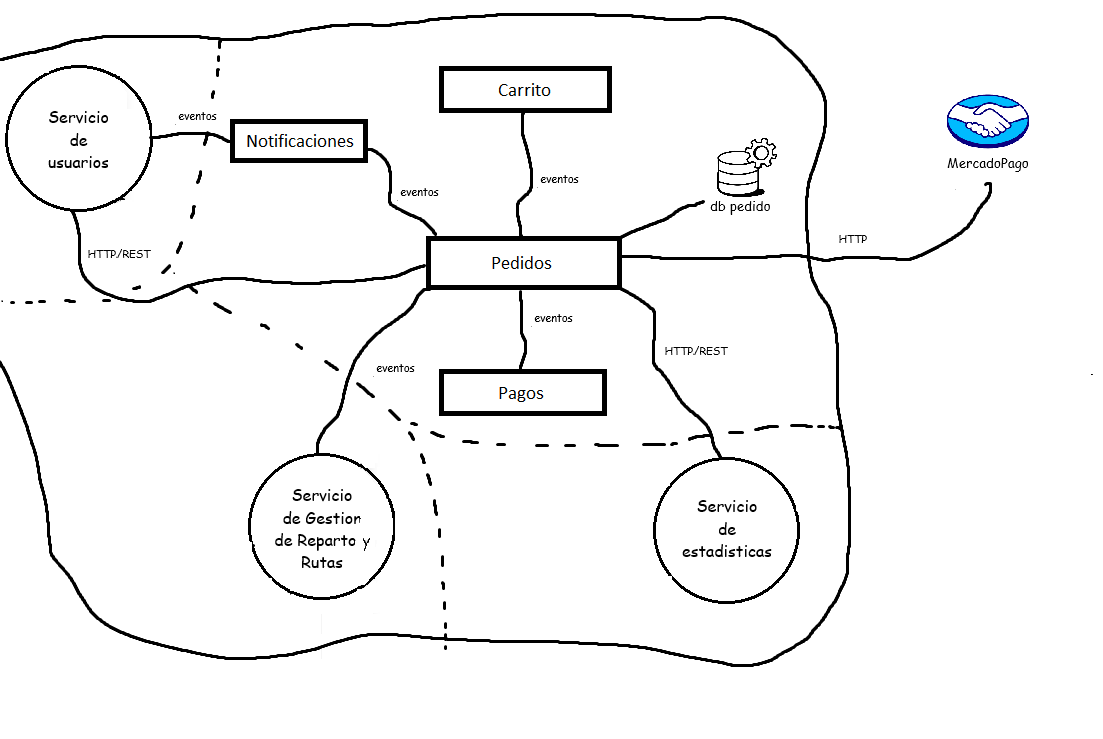 Carrito
Servicio
de
usuarios
eventos
Notificaciones
MercadoPago
eventos
eventos
db pedido
HTTP
HTTP/REST
Pedidos
eventos
HTTP/REST
eventos
Pagos
Servicio
de Gestion
de Reparto y
Rutas
Servicio
de
estadisticas